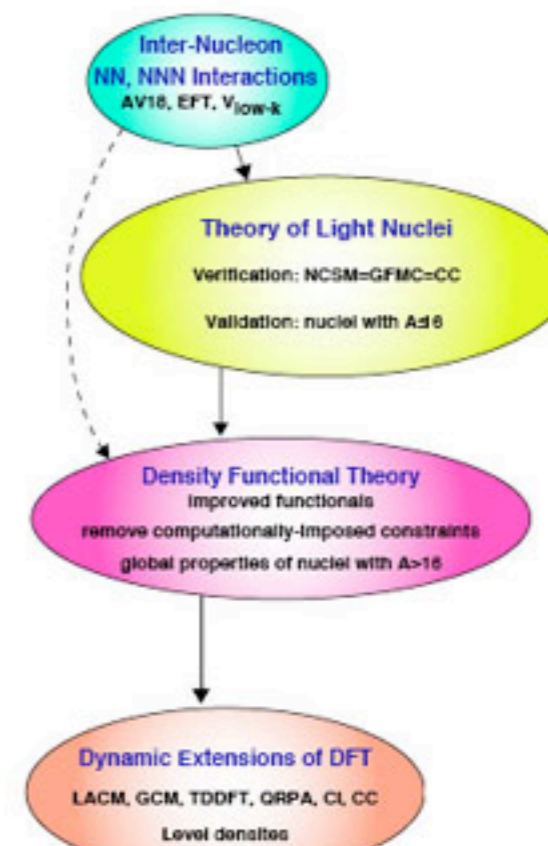 Inter-Nucleon
NN, NNN Interactions
AV18, EFT, Vlow-k
Theory of Light Nuclei
Verification: NCSM=GFMC=CC
Validation: nuclei with A≤16
Density Functional Theory
improved functionals
remove computationally-imposed constraints
global properties of nuclei with A>16
Dynamic Extensions of DFT
LACM, GCM, TDDFT, QRPA, CI, CC
Level densites